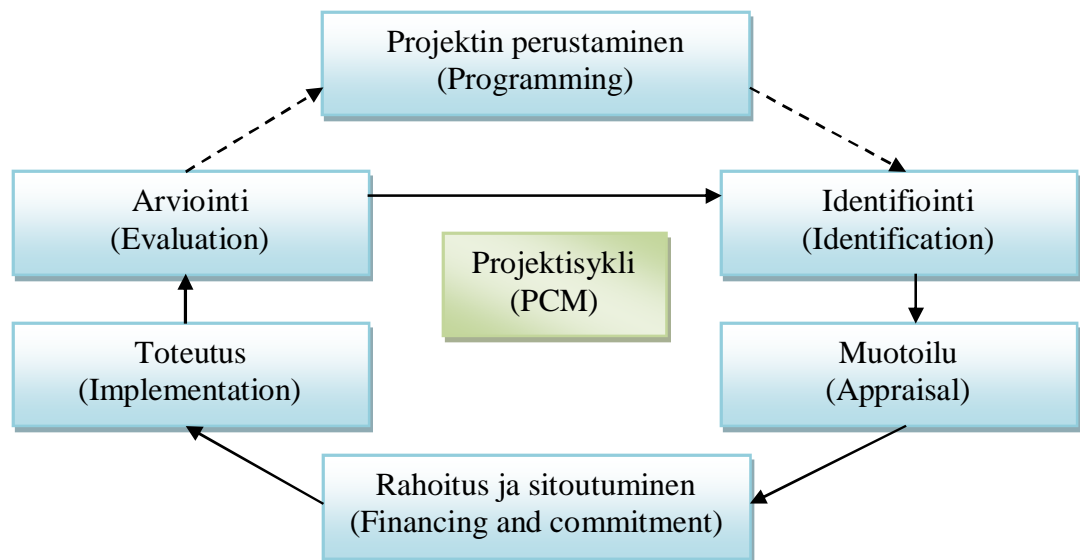 Projektin perustaminen
(Programming)
Arviointi
(Evaluation)
Identifiointi
(Identification)
Projektisykli
(PCM)
Toteutus
(Implementation)
Muotoilu
(Appraisal)
Rahoitus ja sitoutuminen
(Financing and commitment)